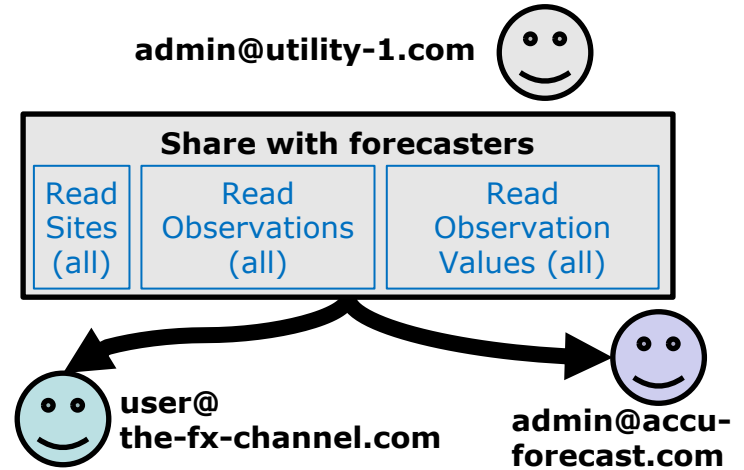 admin@utility-1.com
Share with forecasters
Read
Sites
(all)
Read
Observations
(all)
Read
Observation
Values (all)
user@
the-fx-channel.com
admin@accu-
forecast.com